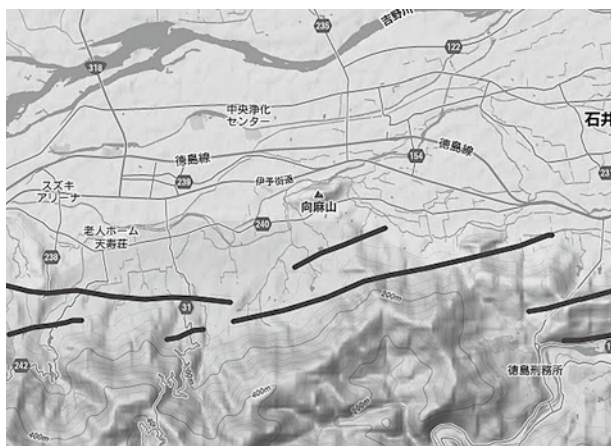 吉野川
235
122
318
中央浄化
センター
石井
徳島線
徳島線
164
239
231
伊予街道
スズキ
アリーナ
向麻山
240
老人ホーム
天寿荘
238
200m
31
242
徳島刑務所
400m
400m